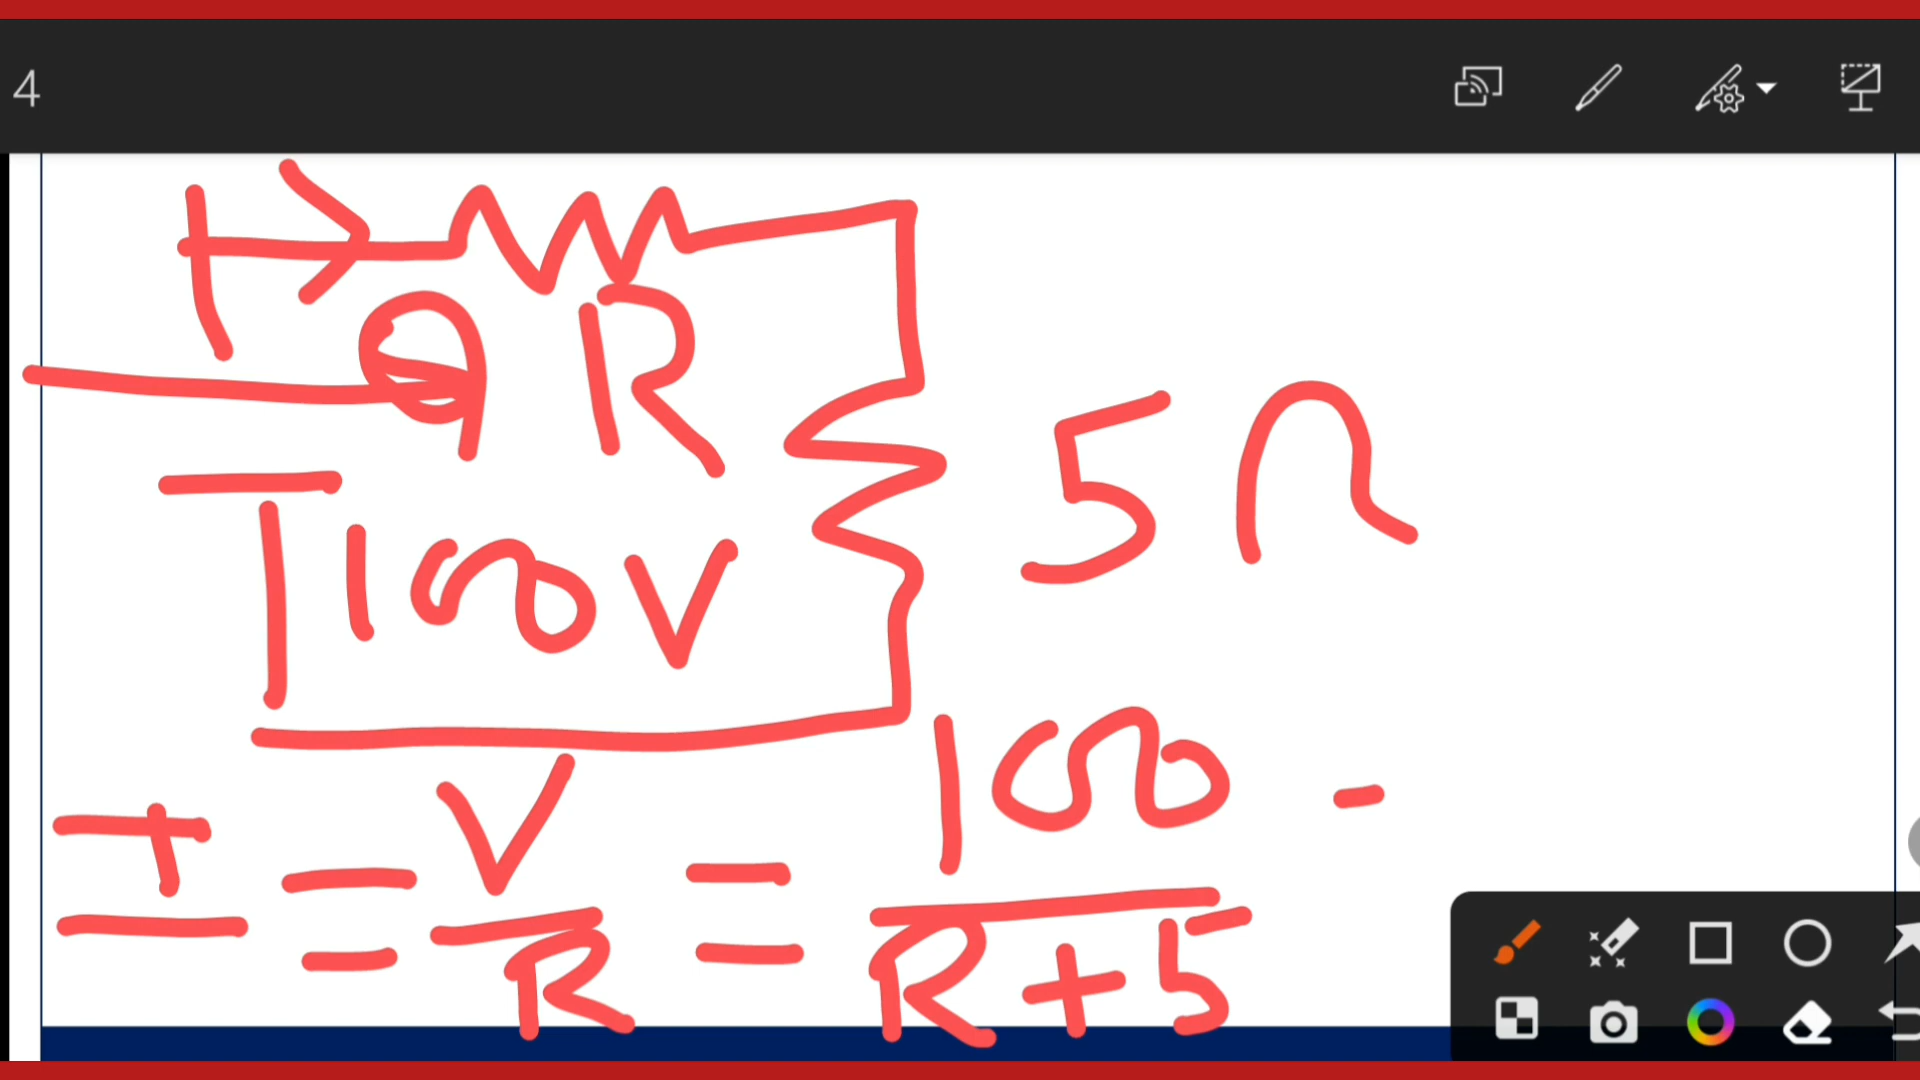 4
R
100V
5Ω
I = V/R = 100/R+5 -